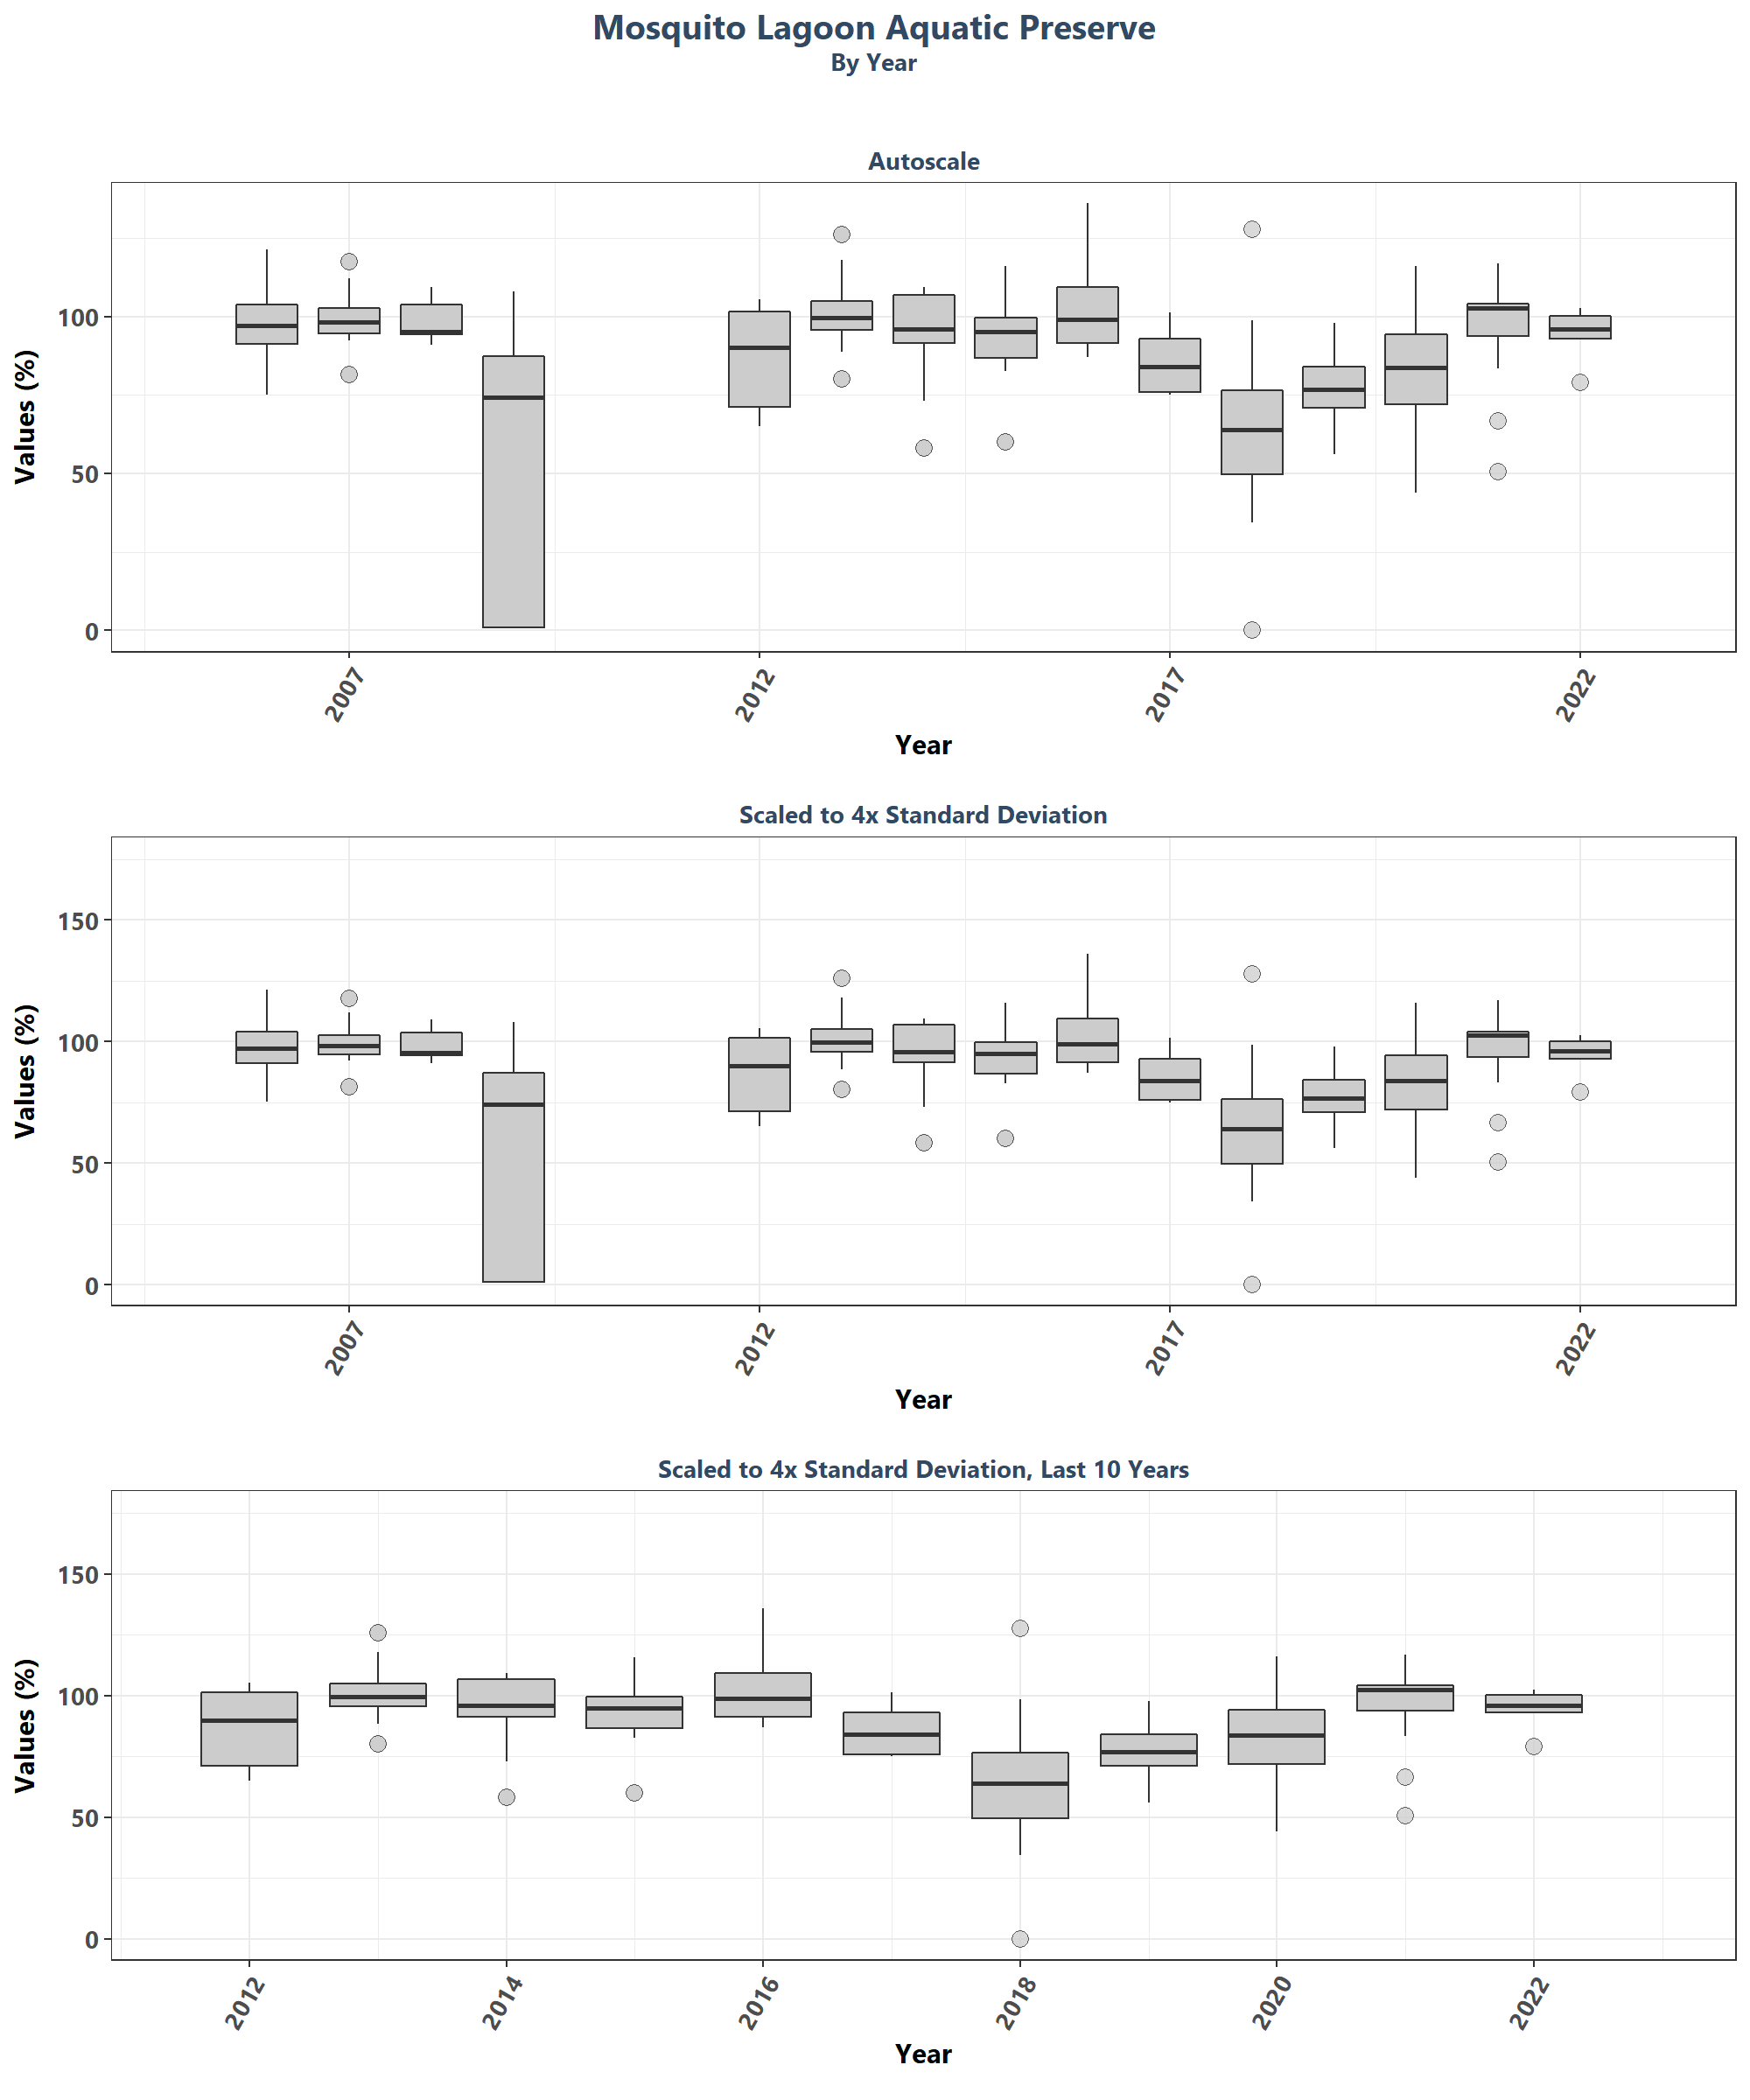 Mosquito Lagoon Aquatic Preserve
By Year
Autoscale
Values (%)
100
50
0
2007
2012
2017
2022
Year
Scaled to 4x Standard Deviation
Values (%)
150
100
50
0
2007
2012
2017
2022
Year
Scaled to 4x Standard Deviation, Last 10 Years
Values (%)
150
100
50
0
2012
2014
2016
2018
2020
2022
Year